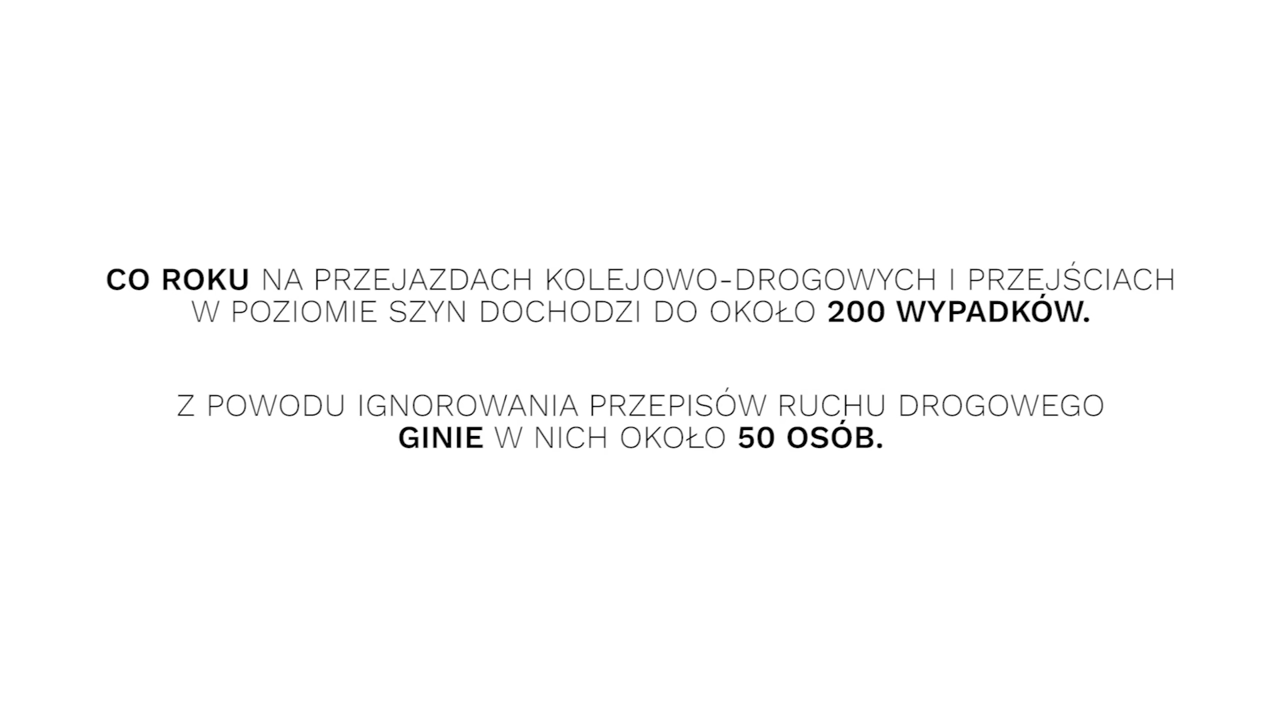 CO ROKU NA PRZEJAZDACH KOLEJOWO-DROGOWYCH I PRZEJŚCIACH
W POZIOMIE SZYN DOCHODZI DO OKOŁO 200 WYPADKÓW.
Z POWODU IGNOROWANIA PRZEPISÓW RUCHU DROGOWEGO
GINIE W NICH OKOŁO 50 OSÓB.